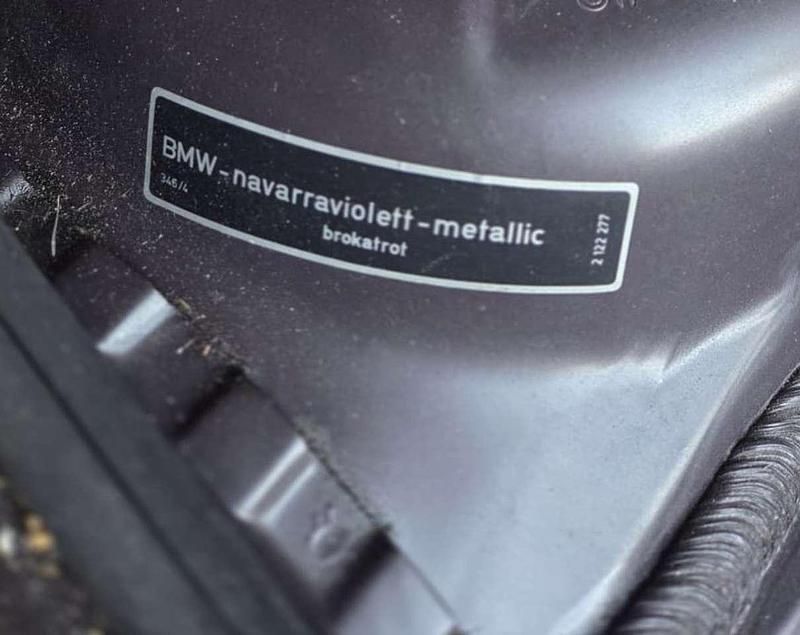 BMW-navarraviolett-metallic
346/4
brokatrot
2 122 277